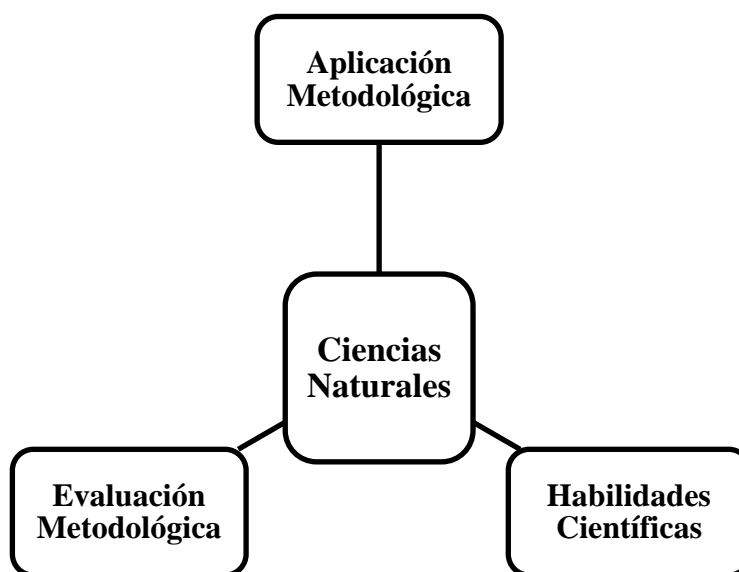 Aplicación
Metodológica
Ciencias
Naturales
Evaluación
Metodológica
Habilidades
Científicas